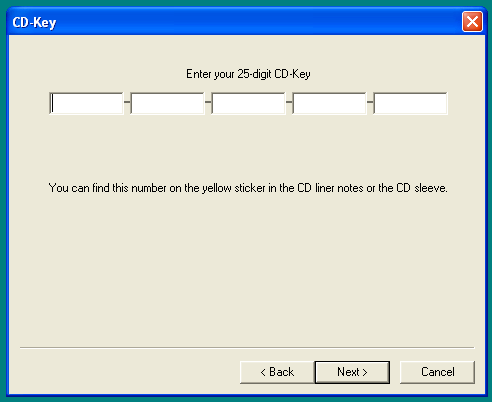 CD-Key
Enter your 25-digit CD-Key
- - - -
You can find this number on the yellow sticker in the CD liner notes or the CD sleeve.
< Back Next > Cancel